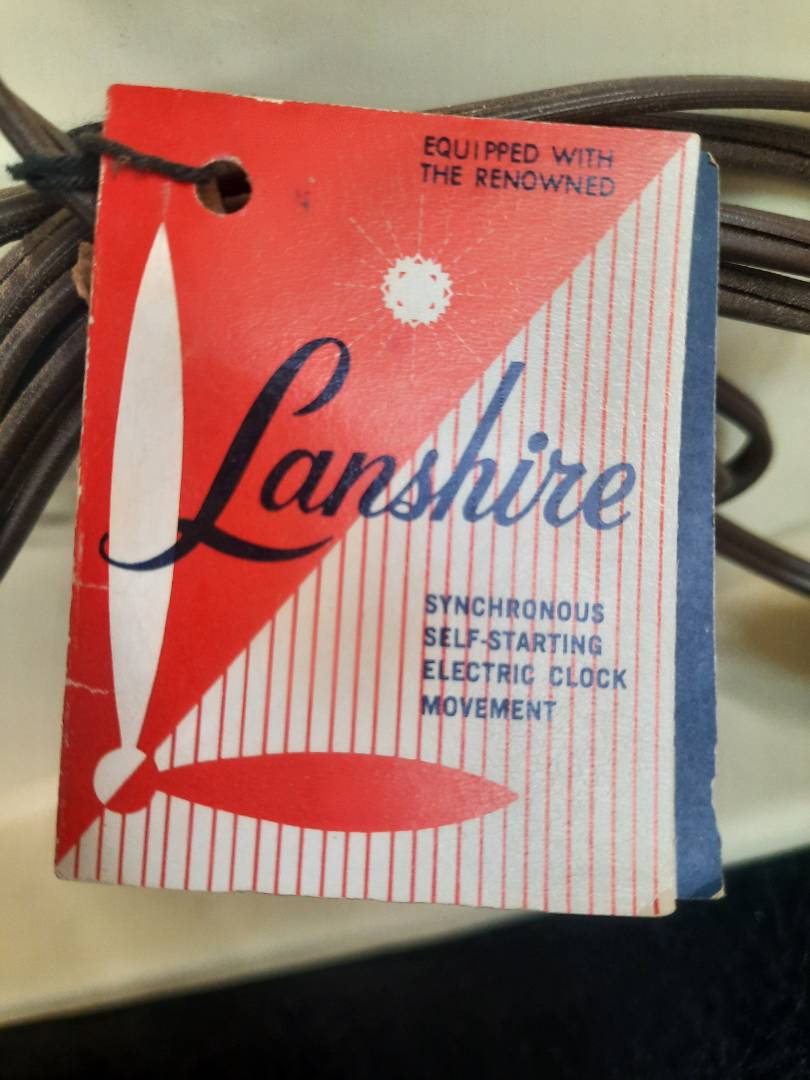 EQUIPPED WITH
THE RENOWNED
Lanshire
SYNCHRONOUS
SELF-STARTING
ELECTRIC CLOCK
MOVEMENT